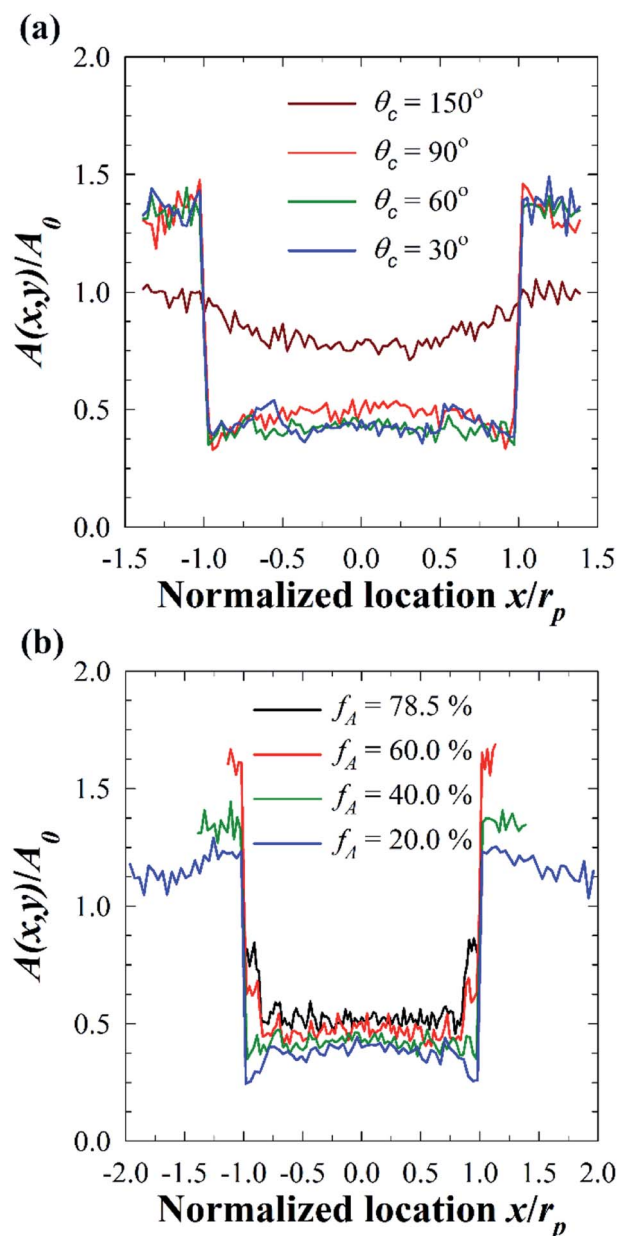 (a)
2.0
1.5
1.0
0.5
0.0
A(x,y)/A₀
θc = 150°
θc = 90°
θc = 60°
θc = 30°
-1.5 -1.0 -0.5 0.0 0.5 1.0 1.5
Normalized location x/rp
(b)
2.0
1.5
1.0
0.5
0.0
A(x,y)/A₀
fA = 78.5 %
fA = 60.0 %
fA = 40.0 %
fA = 20.0 %
-2.0 -1.5 -1.0 -0.5 0.0 0.5 1.0 1.5 2.0
Normalized location x/rp